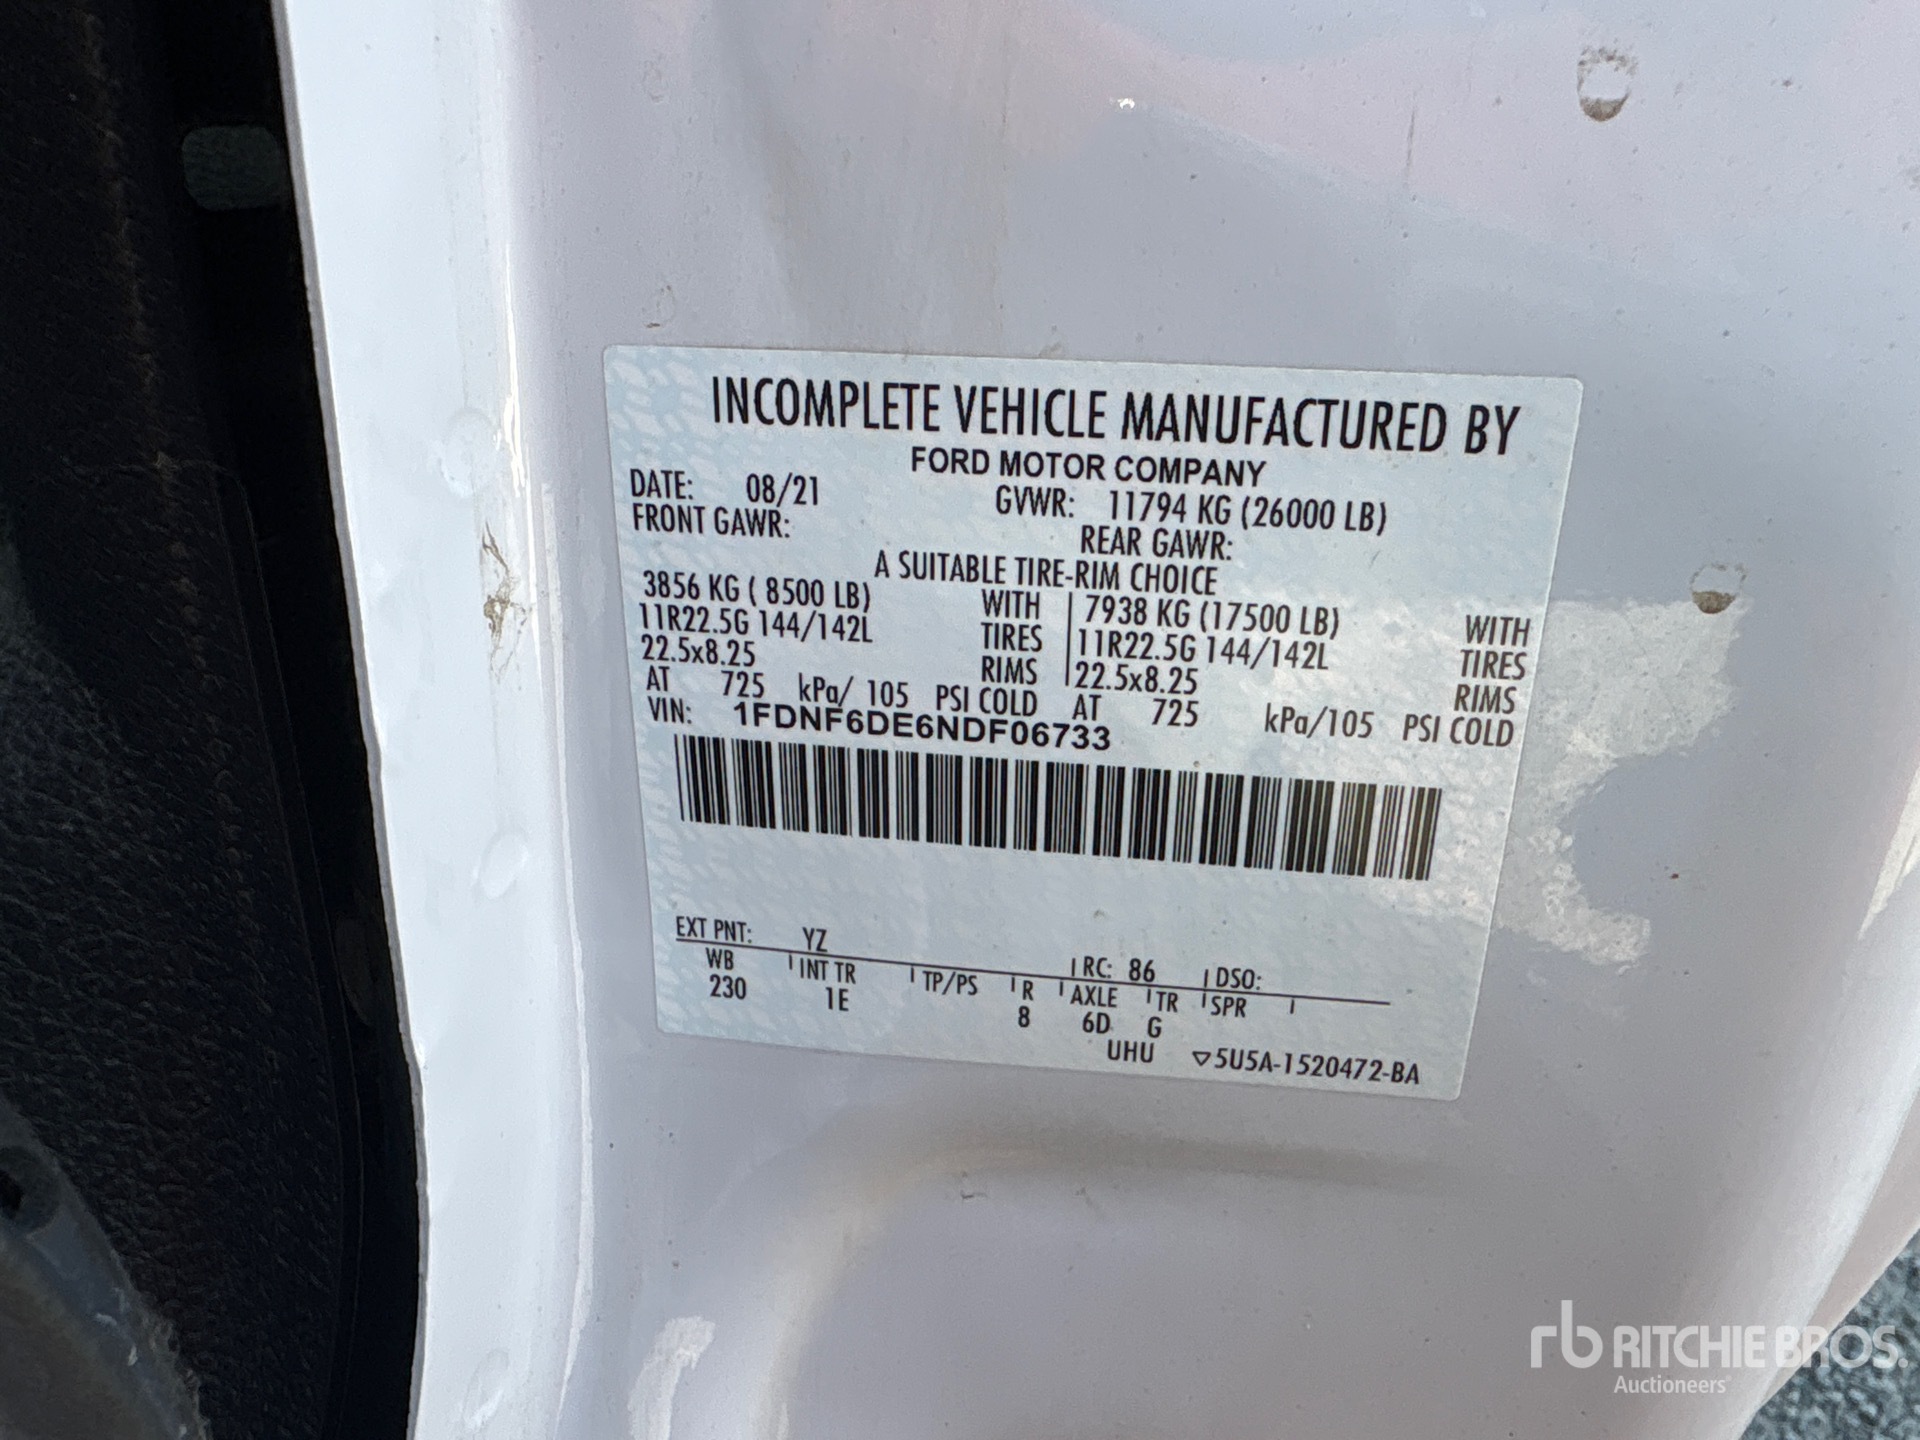 INCOMPLETE VEHICLE MANUFACTURED BY
FORD MOTOR COMPANY
DATE: 08/21 GVWR: 11794 KG (26000 LB)
FRONT GAWR: REAR GAWR:
A SUITABLE TIRE-RIM CHOICE
3856 KG ( 8500 LB) WITH 7938 KG (17500 LB) WITH
11R22.5G 144/142L TIRES 11R22.5G 144/142L TIRES
22.5x8.25 RIMS 22.5x8.25 RIMS
AT 725 kPa/ 105 PSI COLD AT 725 kPa/105 PSI COLD
VIN: 1FDNF6DE6NDF06733
EXT PNT: YZ RC: 86 DSO:
WB INT TR TP/PS R AXLE TR SPR
230 1E 8 6D G
UHU ▽5U5A-1520472-BA
rb RITCHIE BROS.
Auctioneers